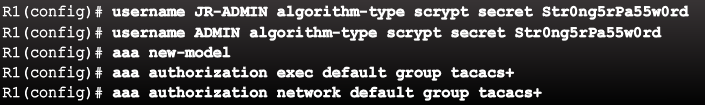 R1(config)# username JR-ADMIN algorithm-type scrypt secret Str0ng5rPa55w0rd
R1(config)# username ADMIN algorithm-type scrypt secret Str0ng5rPa55w0rd
R1(config)# aaa new-model
R1(config)# aaa authorization exec default group tacacs+
R1(config)# aaa authorization network default group tacacs+